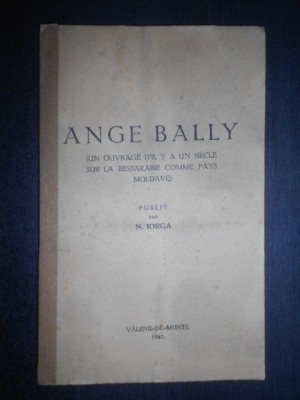 ANGE BALLY
(UN OUVRAGE D'IL Y A UN SIÈCLE
SUR LA BESSARABIE COMME PAYS
MOLDAVE)
PUBLIÉ
PAR
N. IORGA
VĂLENII-DE-MUNTE
1940